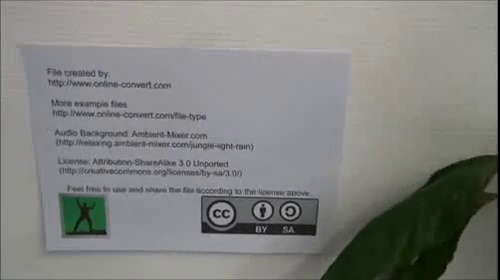 File created by:
http://www.online-convert.com
More example files
http://www.online-convert.com/file-type
Audio Background: Ambient-Mixer.com
(http://relaxing.ambient-mixer.com/jungle-light-rain)
License: Attribution-ShareAlike 3.0 Unported
(http://creativecommons.org/licenses/by-sa/3.0/)
Feel free to use and share the file according to the license above.
cc
BY SA